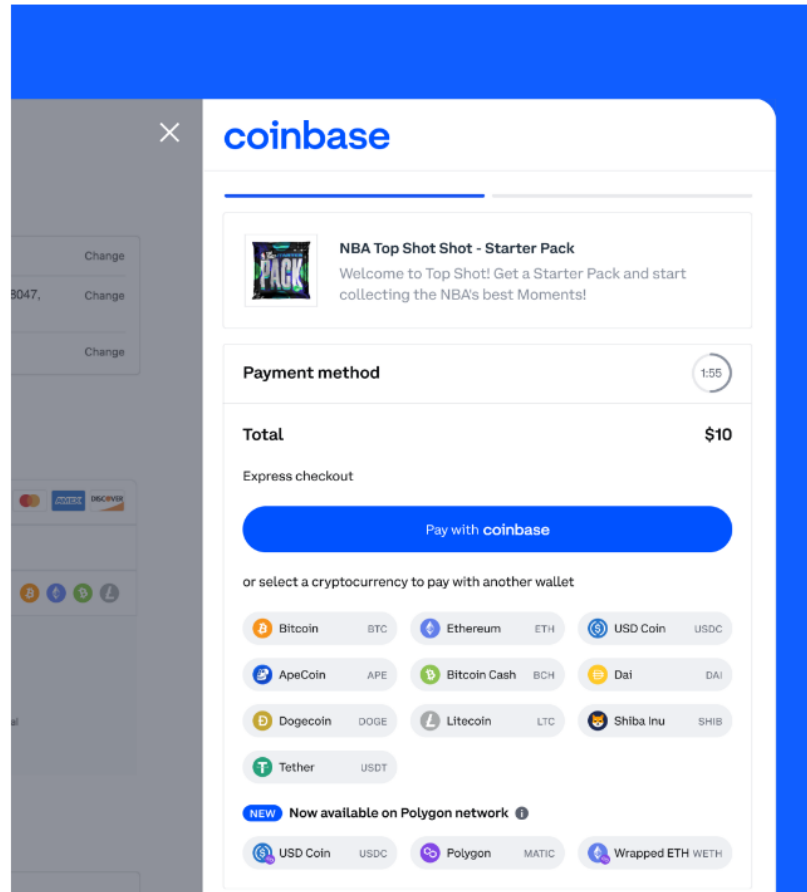 coinbase
Change
8047,
Change
Change
NBA Top Shot Shot - Starter Pack
Welcome to Top Shot! Get a Starter Pack and start
collecting the NBA's best Moments!
PACK
Payment method
1:55
Total
$10
Express checkout
Pay with coinbase
DISCOVER
or select a cryptocurrency to pay with another wallet
Bitcoin BTC
Ethereum ETH
USD Coin USDC
ApeCoin APE
Bitcoin Cash BCH
Dai DAI
Dogecoin DOGE
Litecoin LTC
Shiba Inu SHIB
al
Tether USDT
NEW Now available on Polygon network
USD Coin USDC
Polygon MATIC
Wrapped ETH WETH